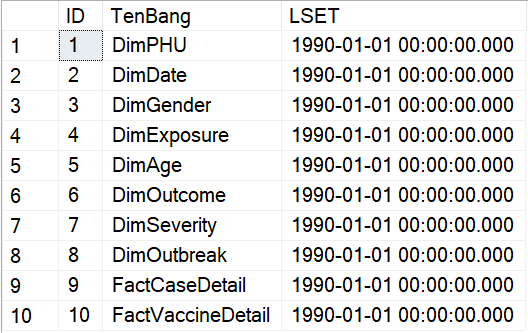 ID TenBang LSET
1 1 DimPHU 1990-01-01 00:00:00.000
2 2 DimDate 1990-01-01 00:00:00.000
3 3 DimGender 1990-01-01 00:00:00.000
4 4 DimExposure 1990-01-01 00:00:00.000
5 5 DimAge 1990-01-01 00:00:00.000
6 6 DimOutcome 1990-01-01 00:00:00.000
7 7 DimSeverity 1990-01-01 00:00:00.000
8 8 DimOutbreak 1990-01-01 00:00:00.000
9 9 FactCaseDetail 1990-01-01 00:00:00.000
10 10 FactVaccineDetail 1990-01-01 00:00:00.000